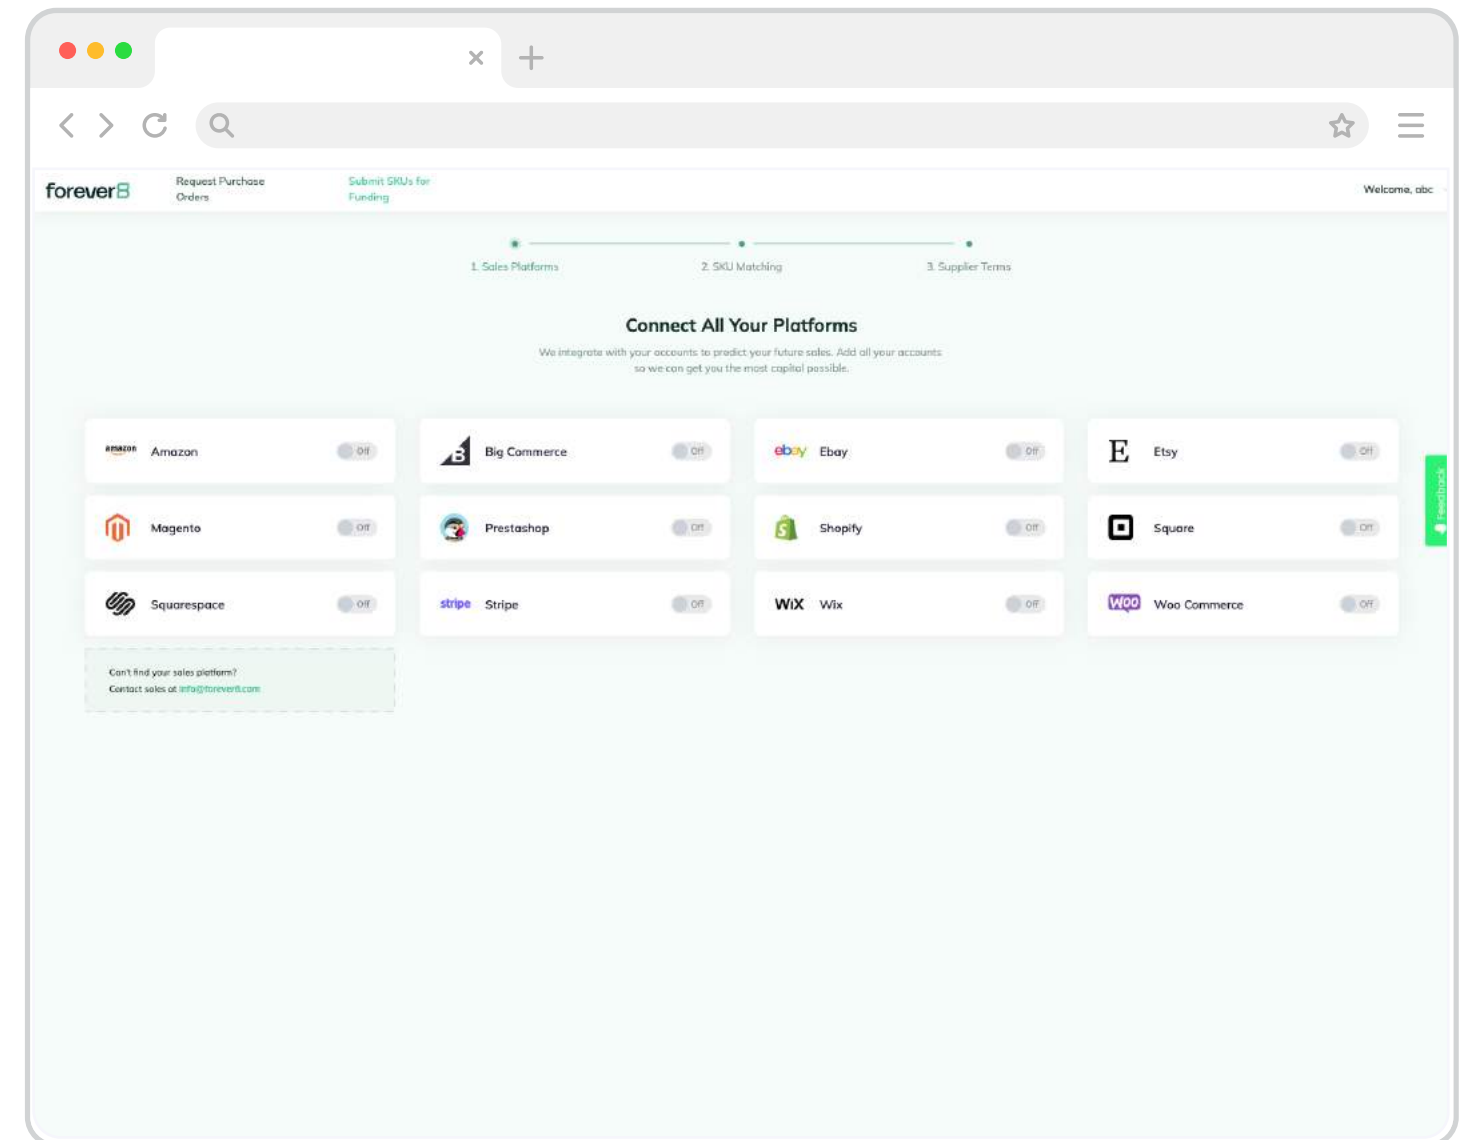 forever8
Request Purchase
Orders
Submit SKUs for
Funding
Welcome, abc
1. Sales Platforms
2. SKU Matching
3. Supplier Terms
Connect All Your Platforms
We integrate with your accounts to predict your future sales. Add all your accounts
so we can get you the most capital possible.
amazon Amazon Off
B Big Commerce Off
ebay Ebay Off
E Etsy Off
Magento Off
Prestashop Off
S Shopify Off
Square Off
Squarespace Off
stripe Stripe Off
WiX Wix Off
Woo Woo Commerce Off
Feedback
Can't find your sales platform?
Contact sales at info@forever8.com